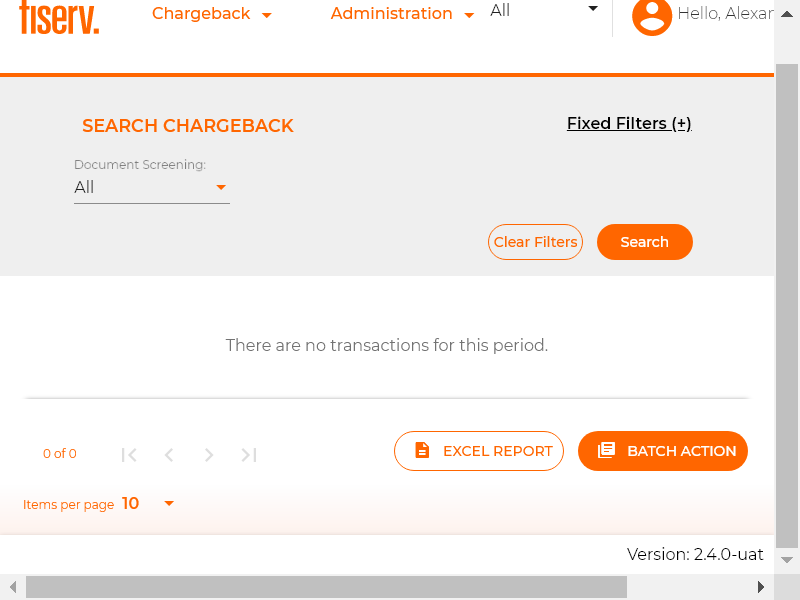 fiserv.
Chargeback
Administration
All
Hello, Alexan
SEARCH CHARGEBACK
Fixed Filters (+)
Document Screening:
All
Clear Filters
Search
There are no transactions for this period.
0 of 0
EXCEL REPORT
BATCH ACTION
Items per page 10
Version: 2.4.0-uat